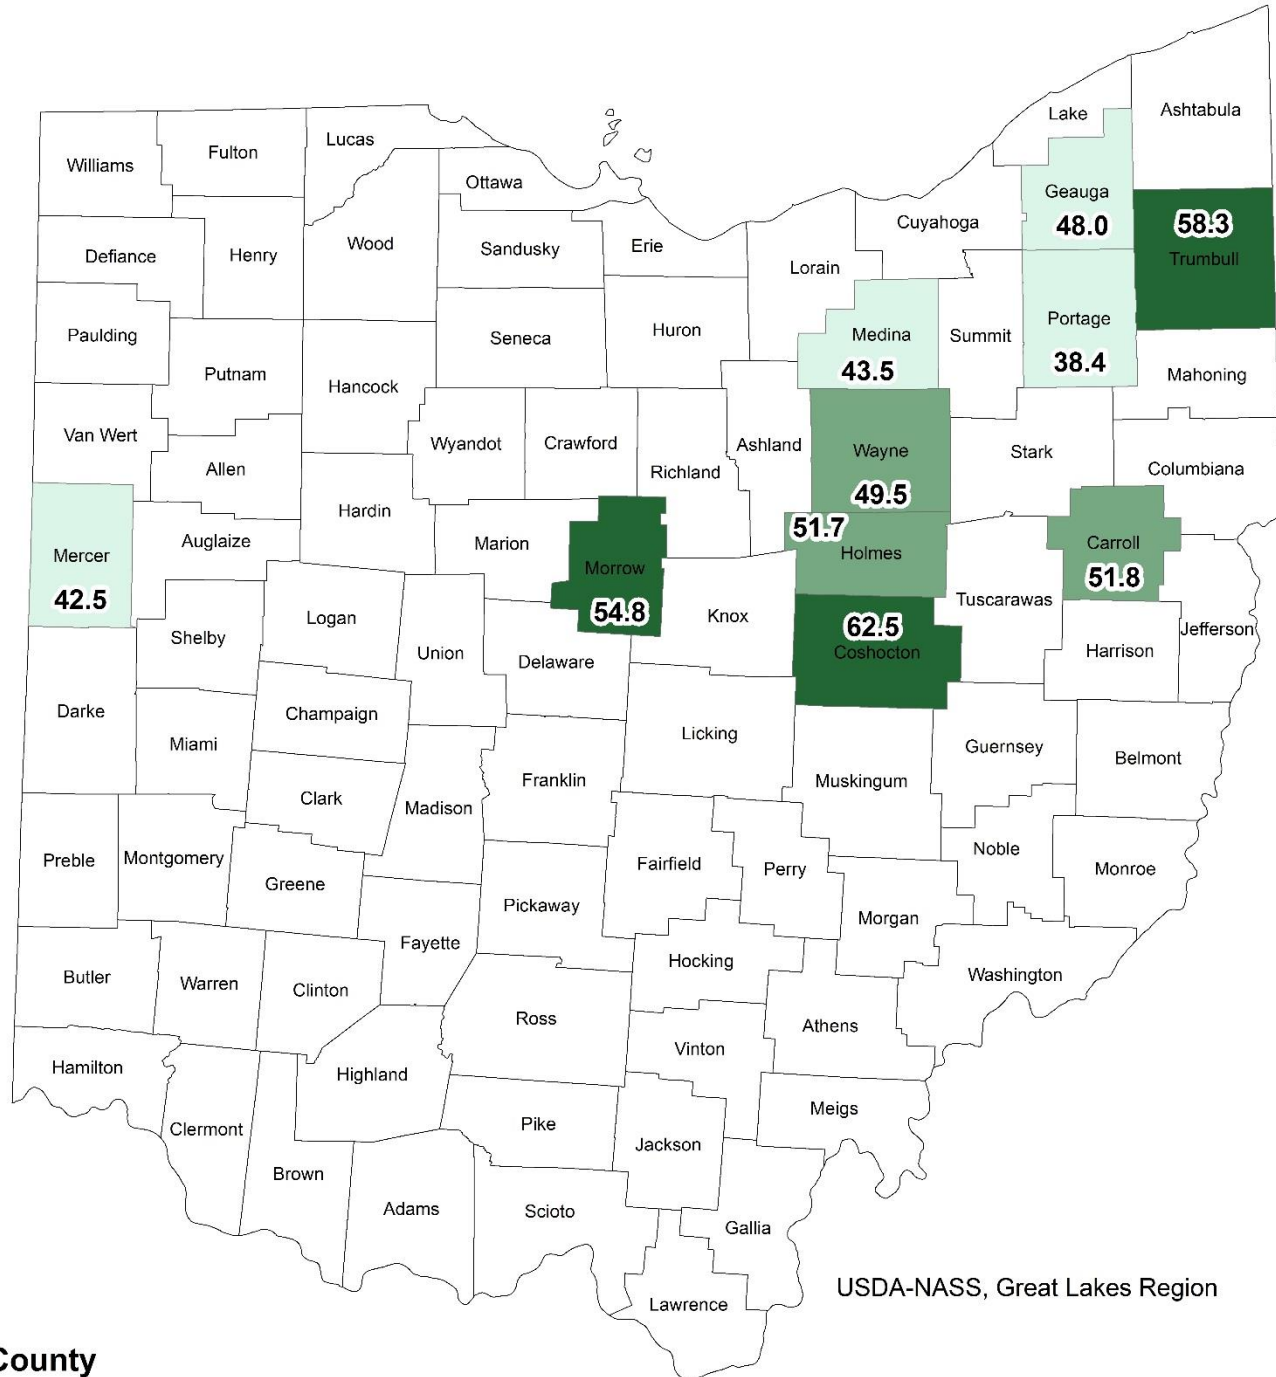 Ashtabula
Lake
Lucas
Fulton
Williams
Ottawa
Geauga
48.0
Cuyahoga
58.3
Trumbull
Wood
Erie
Sandusky
Henry
Defiance
Lorain
Portage
38.4
Medina
43.5
Summit
Huron
Seneca
Paulding
Putnam
Hancock
Mahoning
Van Wert
Wyandot
Crawford
Ashland
Wayne
49.5
Stark
Columbiana
Allen
Richland
Hardin
51.7
Holmes
Carroll
51.8
Auglaize
Marion
Mercer
42.5
Morrow
54.8
Tuscarawas
Knox
Logan
62.5
Coshocton
Jefferson
Shelby
Union
Delaware
Harrison
Darke
Champaign
Licking
Miami
Guernsey
Belmont
Franklin
Muskingum
Clark
Madison
Preble
Montgomery
Noble
Fairfield
Perry
Monroe
Greene
Pickaway
Morgan
Fayette
Hocking
Washington
Butler
Warren
Clinton
Ross
Athens
Vinton
Hamilton
Highland
Meigs
Clermont
Pike
Jackson
Brown
Adams
Scioto
Gallia
USDA-NASS, Great Lakes Region
Lawrence
County